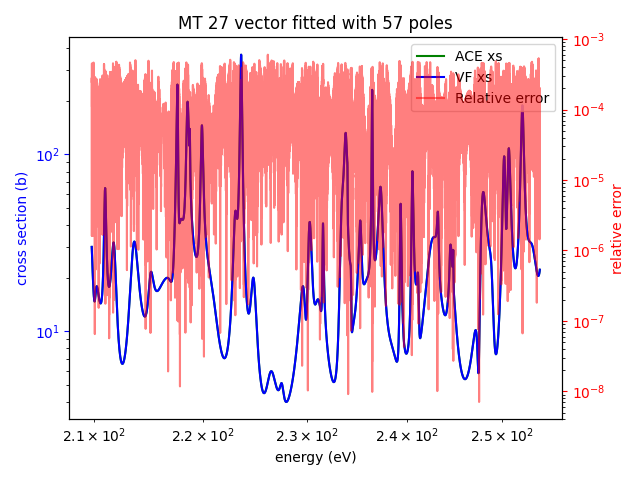 MT 27 vector fitted with 57 poles
ACE xs
VF xs
Relative error
cross section (b)
10²
10¹
relative error
10⁻³
10⁻⁴
10⁻⁵
10⁻⁶
10⁻⁷
10⁻⁸
2.1 × 10² 2.2 × 10² 2.3 × 10² 2.4 × 10² 2.5 × 10²
energy (eV)